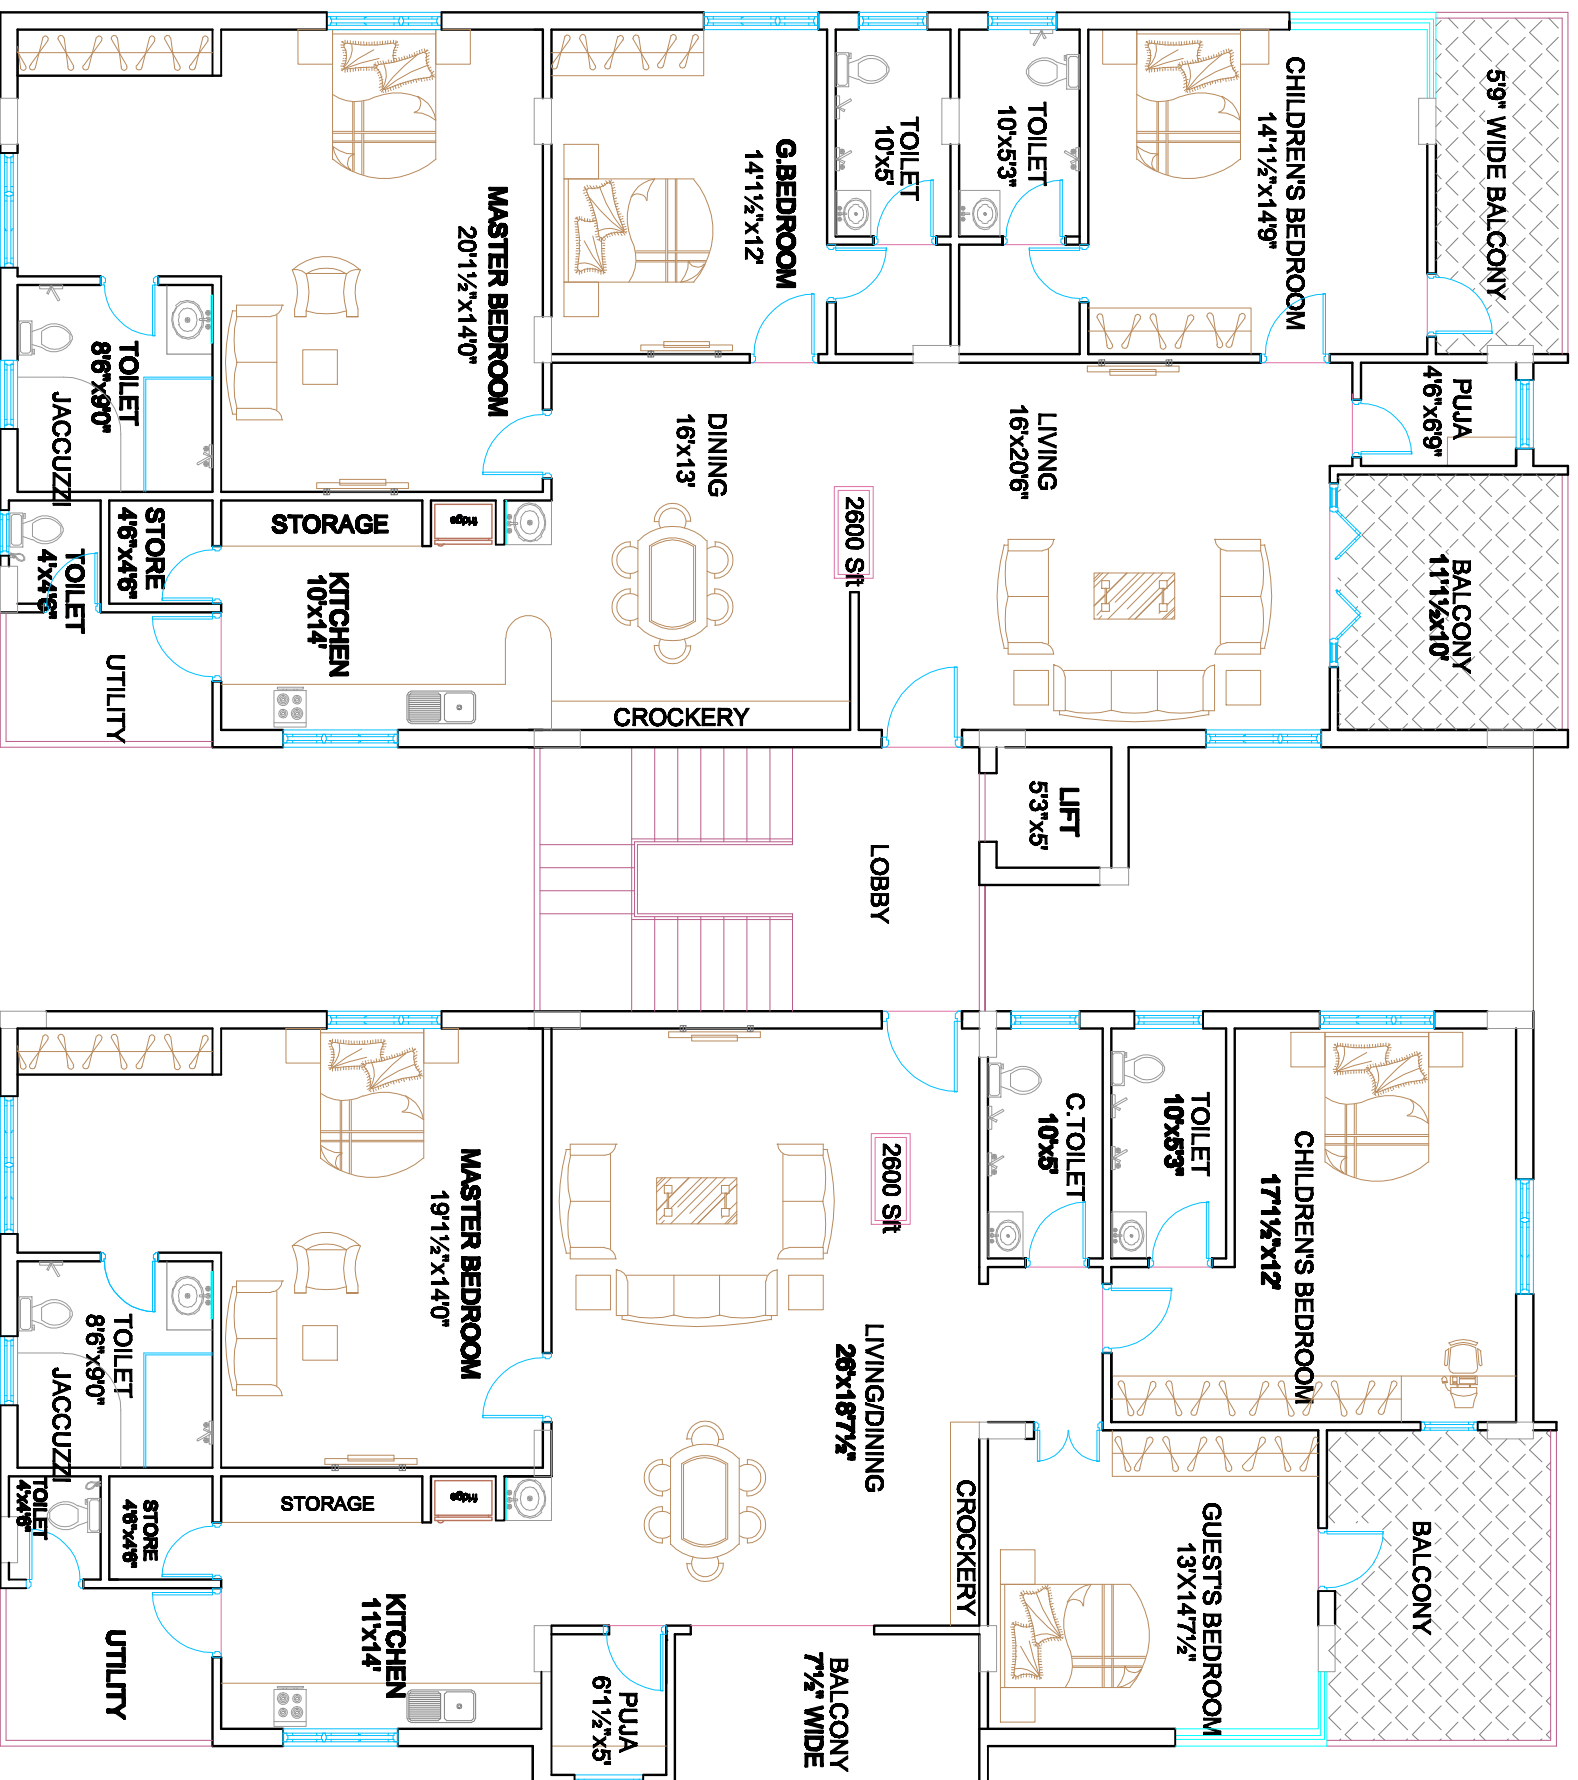 5'9" WIDE BALCONY
CHILDREN'S BEDROOM
14'1½"x14'9"
TOILET
10'x5'3"
TOILET
10'x5'
G.BEDROOM
14'1½"x12'
MASTER BEDROOM
20'1½"x14'0"
TOILET
8'6"x9'0"
JACCUZZI
PUJA
4'6"x6'9"
LIVING
16'x20'6"
DINING
16'x13'
2600 Sft
BALCONY
11'1½x10'
STORAGE
fridge
STORE
4'6"x4'6"
TOILET
4'x4'6"
KITCHEN
10'x14'
UTILITY
CROCKERY
LIFT
5'3"x5'
LOBBY
CHILDREN'S BEDROOM
17'1½"x12'
TOILET
10'x5'3"
C.TOILET
10'x5'
2600 Sft
MASTER BEDROOM
19'1½"x14'0"
LIVING/DINING
26'x18'7½"
TOILET
8'6"x9'0"
JACCUZZI
BALCONY
GUEST'S BEDROOM
13'X14'7½"
CROCKERY
STORAGE
fridge
STORE
4'6"x4'6"
TOILET
4'x4'6"
KITCHEN
11'x14'
UTILITY
BALCONY
7'½" WIDE
PUJA
6'1½"x5'